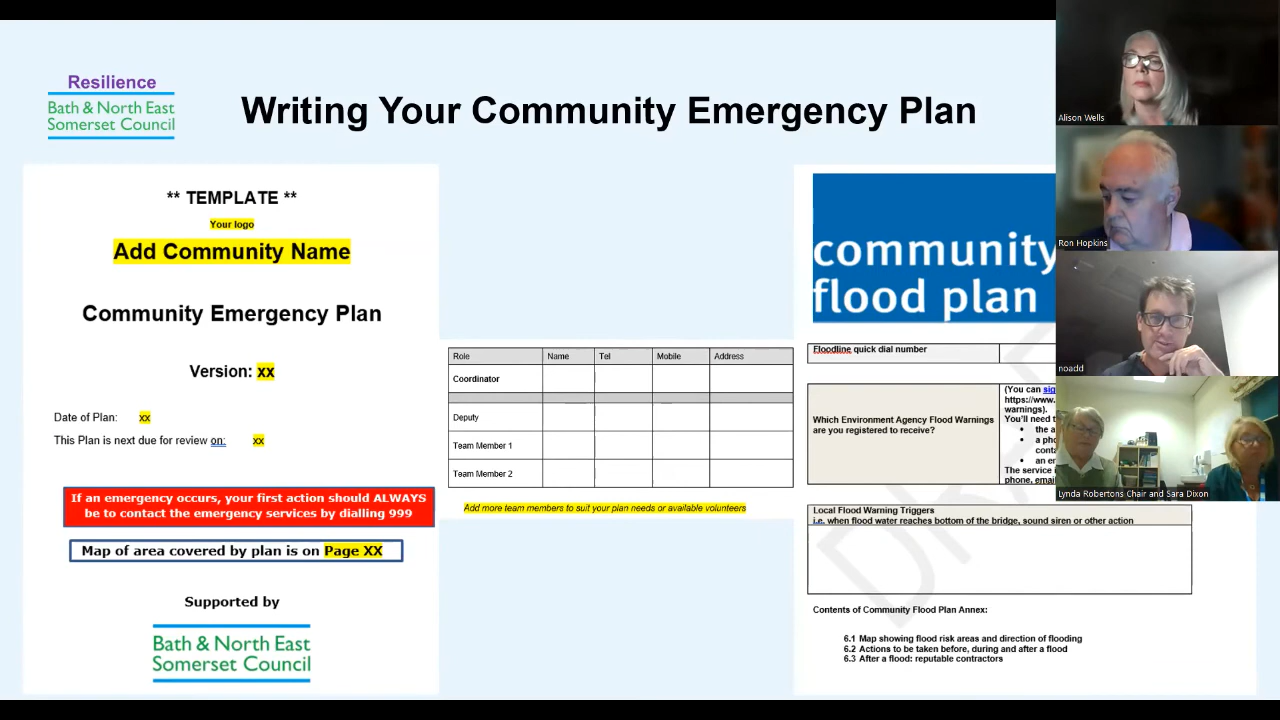 Resilience
Bath & North East
Somerset Council
Writing Your Community Emergency Plan
** TEMPLATE **
Your logo
Add Community Name
Community Emergency Plan
Version: xx
Date of Plan: xx
This Plan is next due for review on: xx
If an emergency occurs, your first action should ALWAYS
be to contact the emergency services by dialling 999
Map of area covered by plan is on Page XX
Supported by
Bath & North East
Somerset Council
Role Name Tel Mobile Address
Coordinator
Deputy
Team Member 1
Team Member 2
Add more team members to suit your plan needs or available volunteers
community
flood plan
Floodline quick dial number
Which Environment Agency Flood Warnings
are you registered to receive?
(You can sig
https://www.
warnings).
You'll need t
the a
a pho
conta
an em
The service i
phone, email
Local Flood Warning Triggers
i.e. when flood water reaches bottom of the bridge, sound siren or other action
Contents of Community Flood Plan Annex:
6.1 Map showing flood risk areas and direction of flooding
6.2 Actions to be taken before, during and after a flood
6.3 After a flood: reputable contractors
Alison Wells
Ron Hopkins
noadd
Lynda Robertons Chair and Sara Dixon